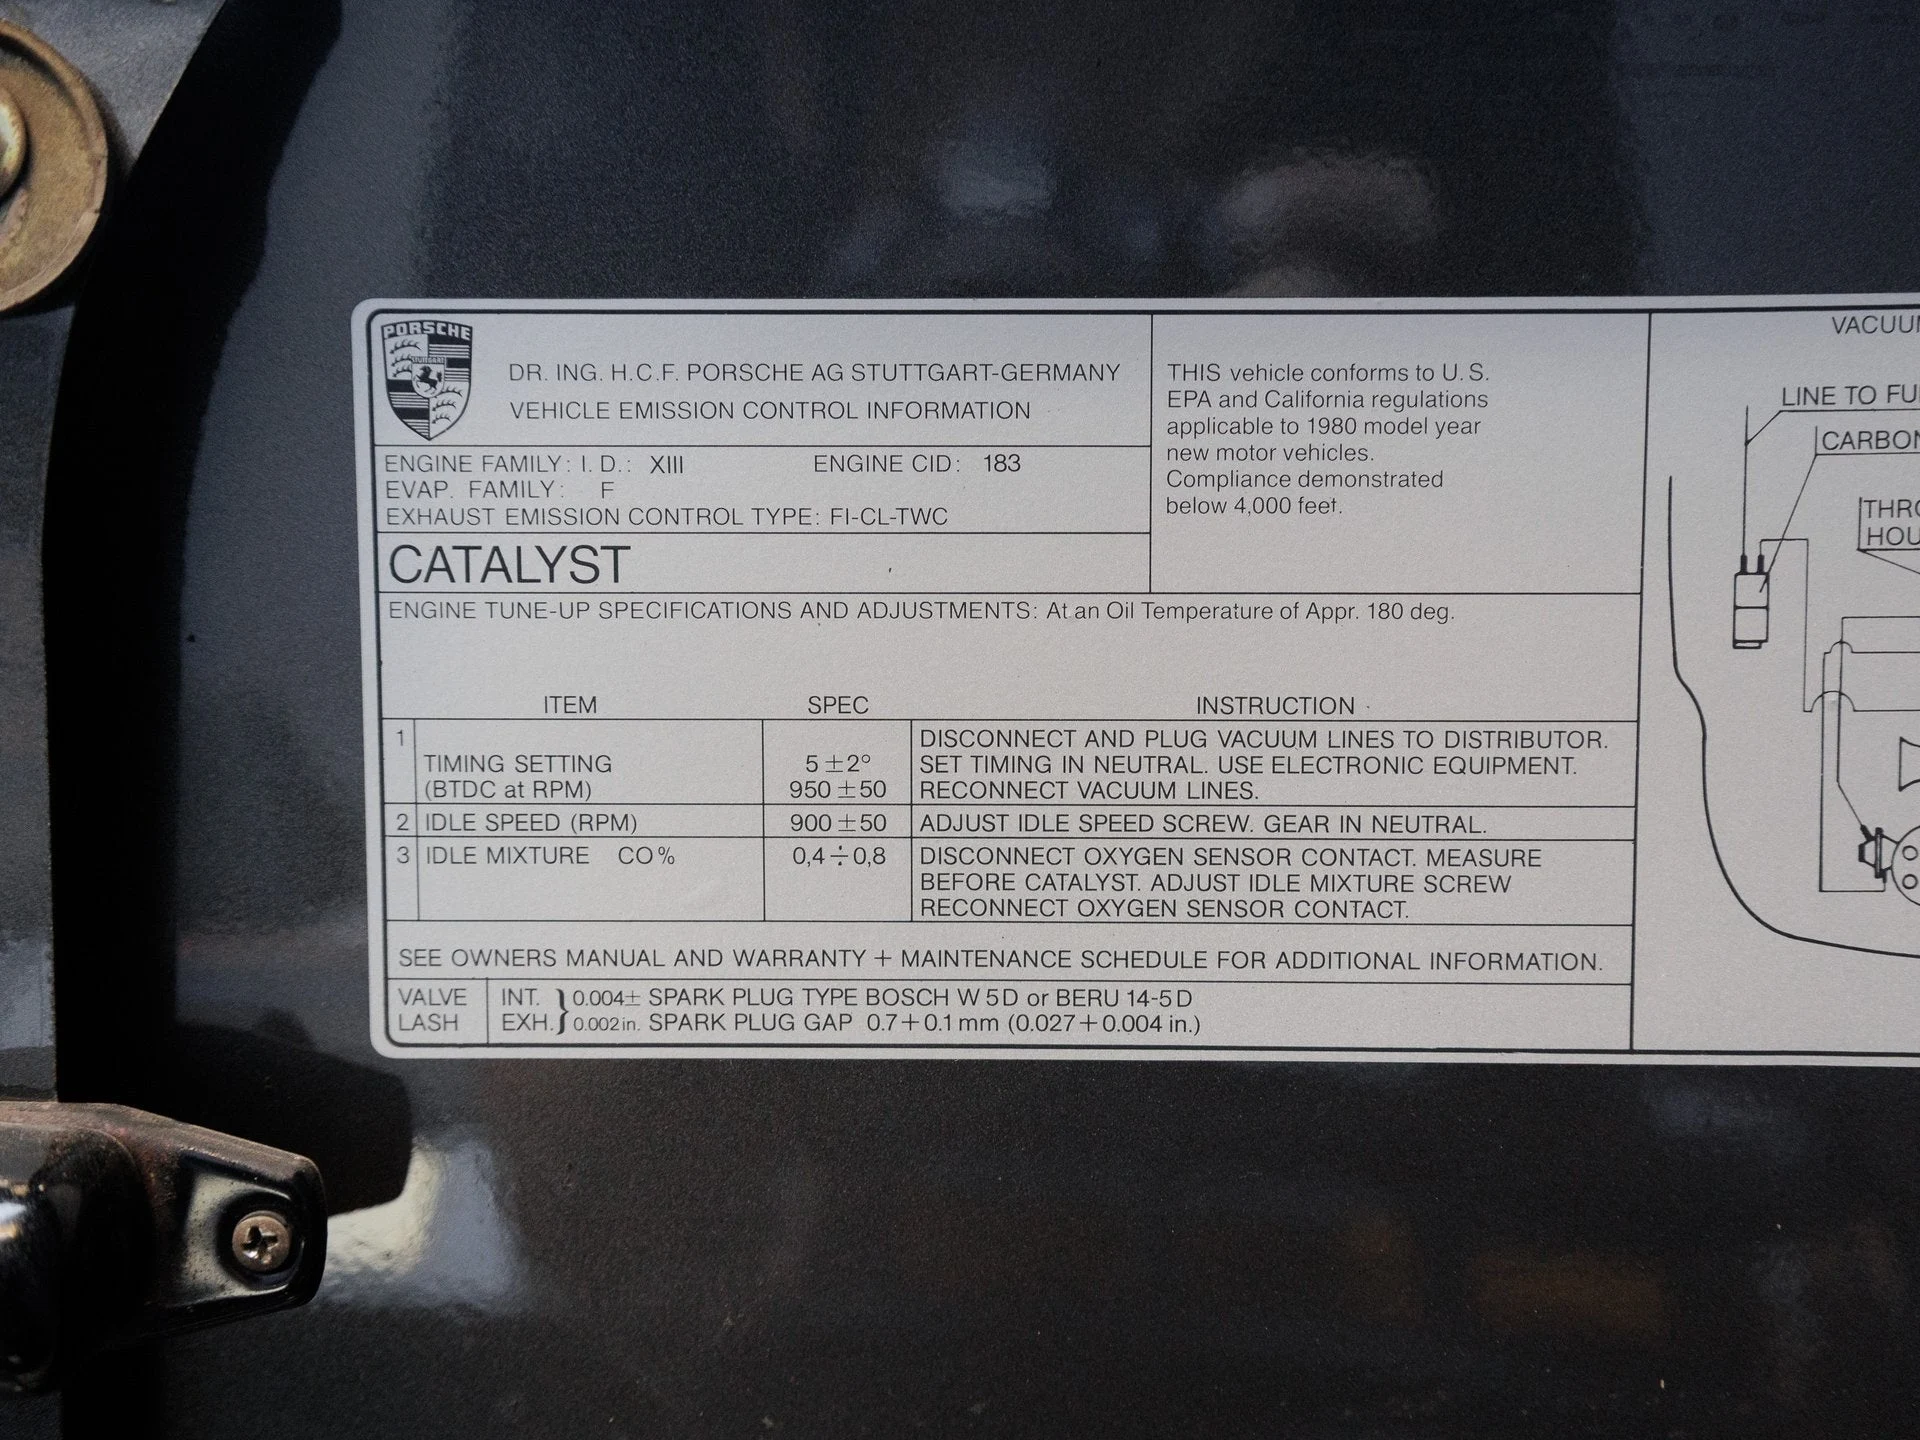 PORSCHE
STUTTGART
DR. ING. H.C.F. PORSCHE AG STUTTGART-GERMANY
VEHICLE EMISSION CONTROL INFORMATION
ENGINE FAMILY: I. D.: XIII ENGINE CID: 183
EVAP. FAMILY: F
EXHAUST EMISSION CONTROL TYPE: FI-CL-TWC
CATALYST
THIS vehicle conforms to U.S.
EPA and California regulations
applicable to 1980 model year
new motor vehicles.
Compliance demonstrated
below 4,000 feet.
ENGINE TUNE-UP SPECIFICATIONS AND ADJUSTMENTS: At an Oil Temperature of Appr. 180 deg.
ITEM SPEC INSTRUCTION
1
TIMING SETTING
(BTDC at RPM)
5±2°
950±50
DISCONNECT AND PLUG VACUUM LINES TO DISTRIBUTOR.
SET TIMING IN NEUTRAL. USE ELECTRONIC EQUIPMENT.
RECONNECT VACUUM LINES.
2 IDLE SPEED (RPM) 900±50 ADJUST IDLE SPEED SCREW. GEAR IN NEUTRAL.
3 IDLE MIXTURE CO% 0,4÷0,8 DISCONNECT OXYGEN SENSOR CONTACT. MEASURE
BEFORE CATALYST. ADJUST IDLE MIXTURE SCREW
RECONNECT OXYGEN SENSOR CONTACT.
SEE OWNERS MANUAL AND WARRANTY + MAINTENANCE SCHEDULE FOR ADDITIONAL INFORMATION.
VALVE
LASH
INT. } 0.004± SPARK PLUG TYPE BOSCH W5D or BERU 14-5D
EXH. 0.002in. SPARK PLUG GAP 0.7+0.1mm (0.027+0.004 in.)
LINE TO